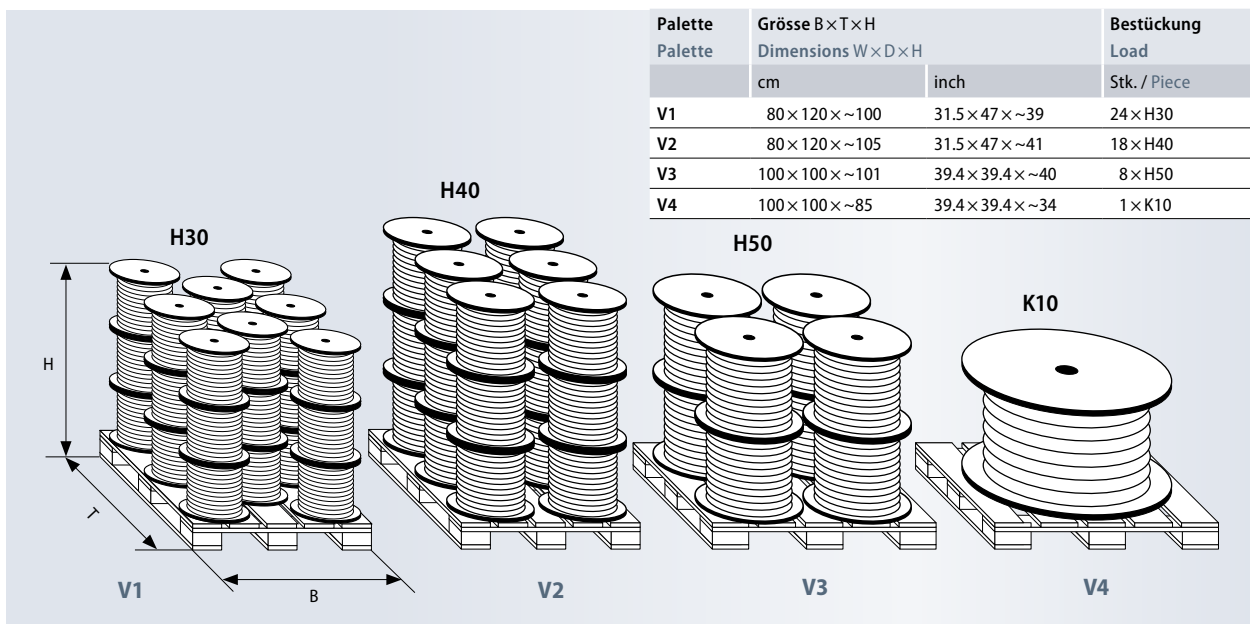 Palette Grösse B×T×H Bestückung
Palette Dimensions W×D×H Load
cm inch Stk. / Piece
V1 80×120×~100 31.5×47×~39 24×H30
V2 80×120×~105 31.5×47×~41 18×H40
V3 100×100×~101 39.4×39.4×~40 8×H50
V4 100×100×~85 39.4×39.4×~34 1×K10
H30
H40
H50
K10
H
T
B
V1
V2
V3
V4